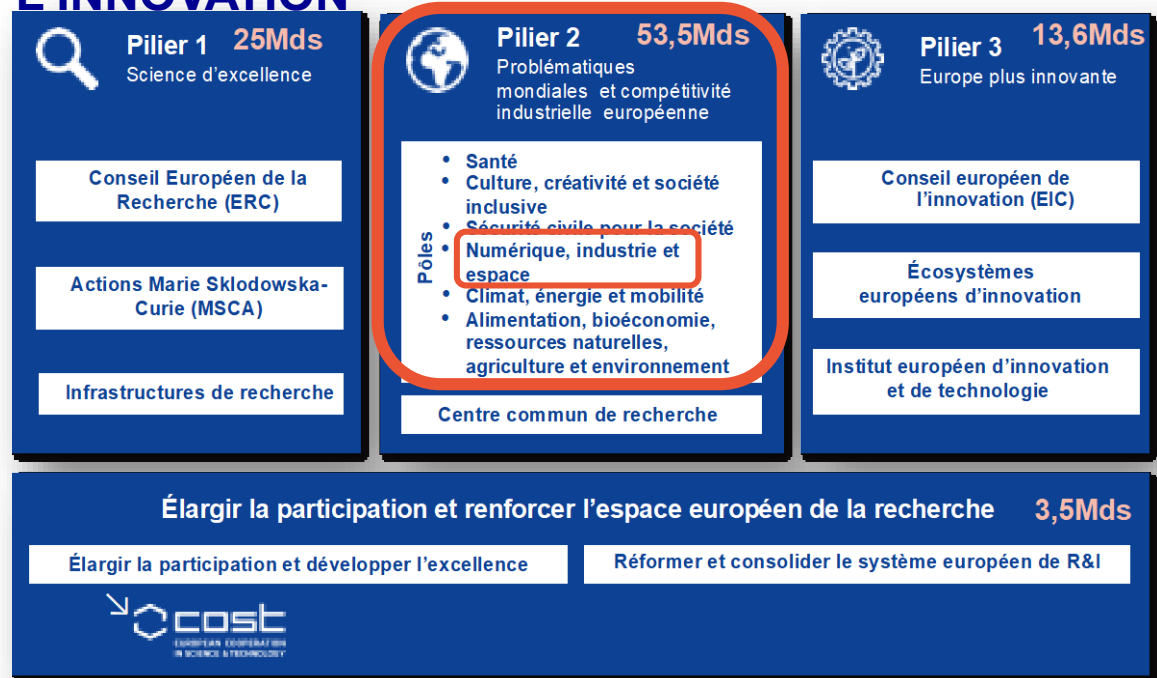 L'INNOVATION
Pilier 1 25Mds
Science d'excellence
Conseil Européen de la
Recherche (ERC)
Actions Marie Sklodowska-
Curie (MSCA)
Infrastructures de recherche
Pilier 2 53,5Mds
Problématiques
mondiales et compétitivité
industrielle européenne
Pôles
• Santé
• Culture, créativité et société
inclusive
• Sécurité civile pour la société
• Numérique, industrie et
espace
• Climat, énergie et mobilité
• Alimentation, bioéconomie,
ressources naturelles,
agriculture et environnement
Centre commun de recherche
Pilier 3 13,6Mds
Europe plus innovante
Conseil européen de
l'innovation (EIC)
Écosystèmes
européens d'innovation
Institut européen d'innovation
et de technologie
Élargir la participation et renforcer l'espace européen de la recherche 3,5Mds
Élargir la participation et développer l'excellence
Réformer et consolider le système européen de R&I
cost
EUROPEAN COOPERATION
IN SCIENCE & TECHNOLOGY